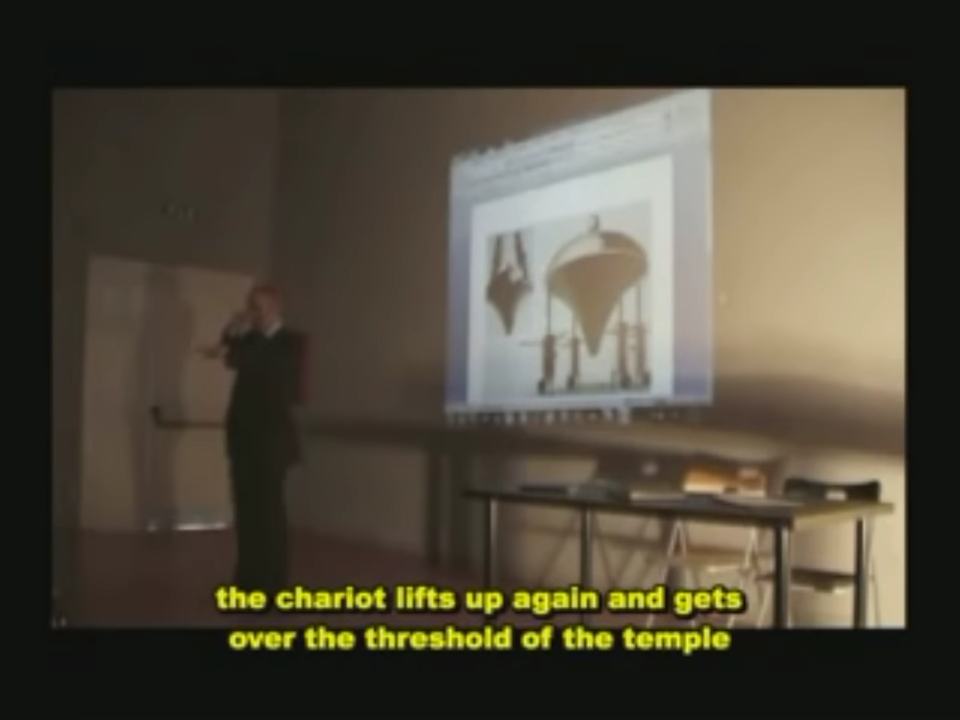 the chariot lifts up again and gets
over the threshold of the temple